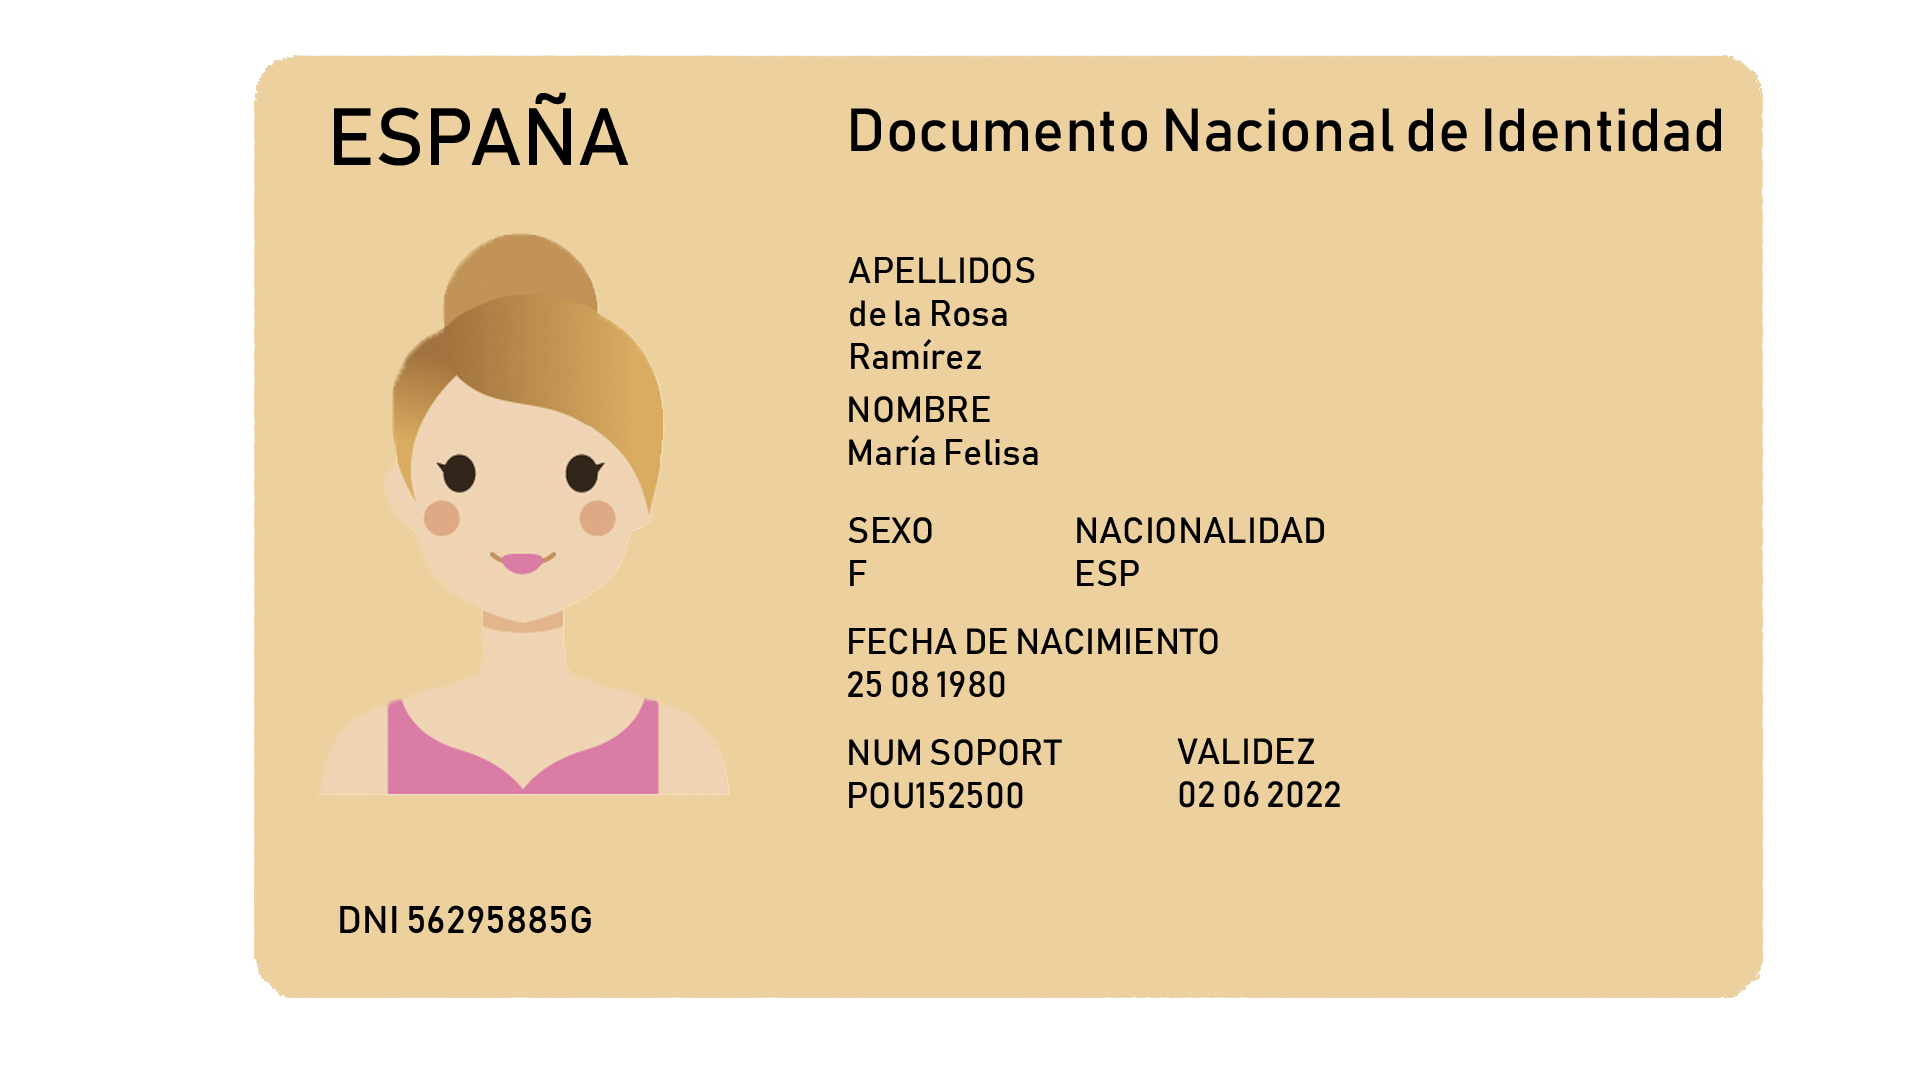 ESPAÑA
Documento Nacional de Identidad
APELLIDOS
de la Rosa
Ramírez
NOMBRE
María Felisa
SEXO NACIONALIDAD
F ESP
FECHA DE NACIMIENTO
25 08 1980
NUM SOPORT VALIDEZ
POU152500 02 06 2022
DNI 56295885G